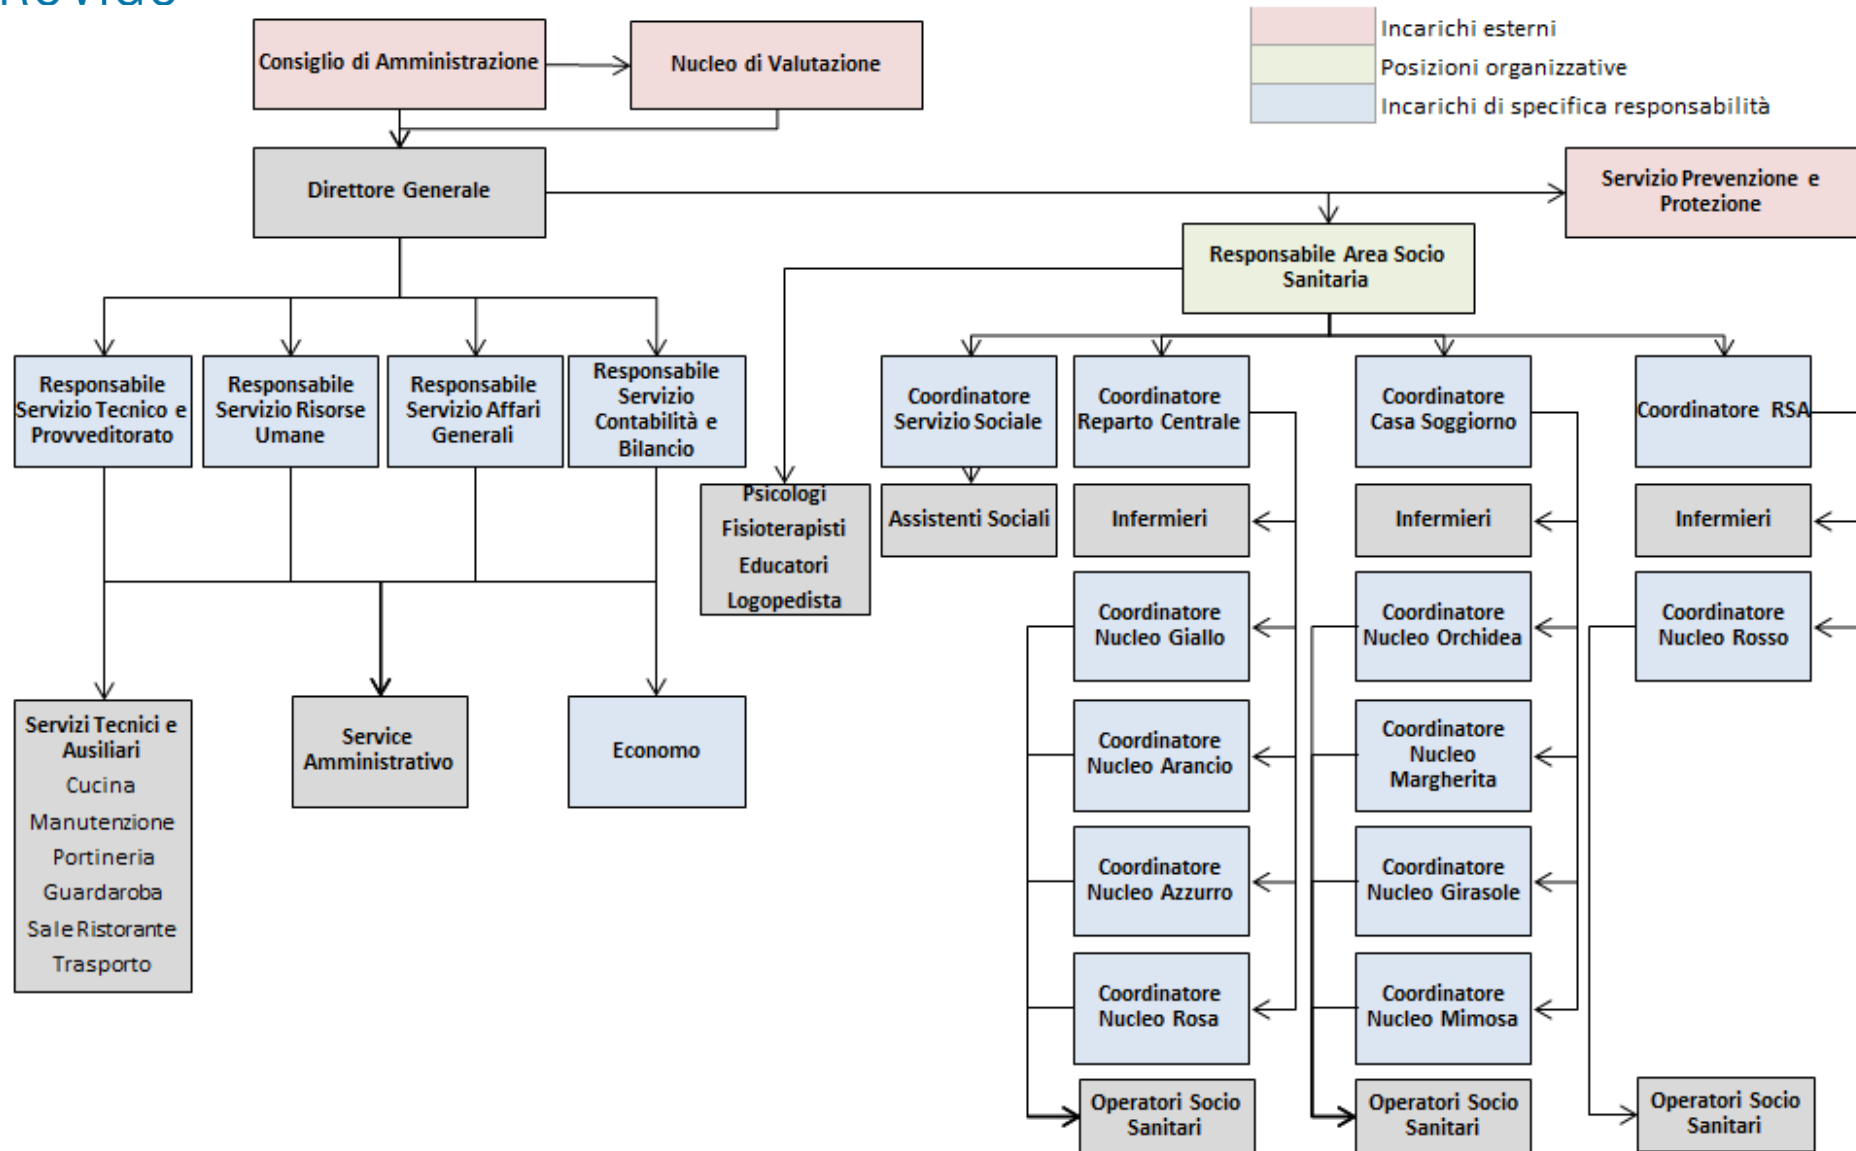 Incarichi esterni
Posizioni organizzative
Incarichi di specifica responsabilità
Consiglio di Amministrazione
Nucleo di Valutazione
Direttore Generale
Servizio Prevenzione e
Protezione
Responsabile Area Socio
Sanitaria
Responsabile
Servizio Tecnico e
Provveditorato
Responsabile
Servizio Risorse
Umane
Responsabile
Servizio Affari
Generali
Responsabile
Servizio
Contabilità e
Bilancio
Coordinatore
Servizio Sociale
Coordinatore
Reparto Centrale
Coordinatore
Casa Soggiorno
Coordinatore RSA
Psicologi
Fisioterapisti
Educatori
Logopedista
Assistenti Sociali
Infermieri
Infermieri
Infermieri
Coordinatore
Nucleo Giallo
Coordinatore
Nucleo Orchidea
Coordinatore
Nucleo Rosso
Servizi Tecnici e
Ausiliari
Cucina
Manutenzione
Portineria
Guardaroba
Sale Ristorante
Trasporto
Service
Amministrativo
Economo
Coordinatore
Nucleo Arancio
Coordinatore
Nucleo
Margherita
Coordinatore
Nucleo Azzurro
Coordinatore
Nucleo Girasole
Coordinatore
Nucleo Rosa
Coordinatore
Nucleo Mimosa
Operatori Socio
Sanitari
Operatori Socio
Sanitari
Operatori Socio
Sanitari